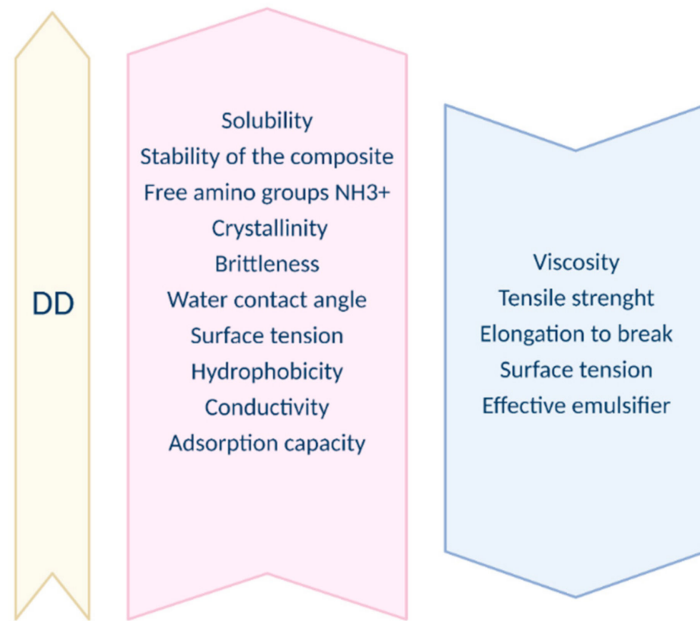 DD
Solubility
Stability of the composite
Free amino groups NH3+
Crystallinity
Brittleness
Water contact angle
Surface tension
Hydrophobicity
Conductivity
Adsorption capacity
Viscosity
Tensile strenght
Elongation to break
Surface tension
Effective emulsifier